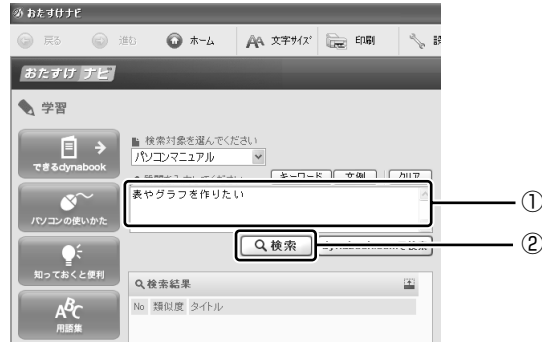 おたすけナビ
戻る 進む ホーム 文字サイズ 印刷
おたすけ ナビ
学習
検索対象を選んでください
パソコンマニュアル
キーワード 文例 クリア
表やグラフを作りたい
①
検索
②
検索結果
No 類似度 タイトル
できるdynabook
パソコンの使いかた
知っておくと便利
ABC
用語集